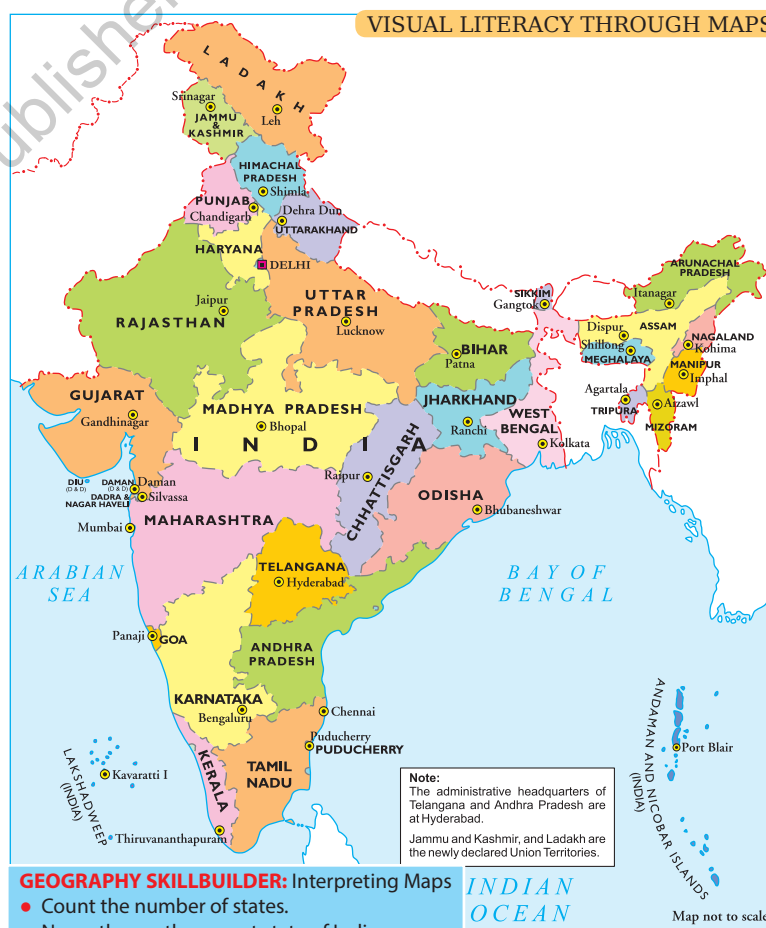 VISUAL LITERACY THROUGH MAPS
LADAKH
Srinagar
Leh
JAMMU
&
KASHMIR
HIMACHAL
PRADESH
Shimla
PUNJAB
Chandigarh
Dehra Dun
UTTARAKHAND
HARYANA
DELHI
ARUNACHAL
PRADESH
SIKKIM
Gangtok
Itanagar
Jaipur
UTTAR
PRADESH
Lucknow
RAJASTHAN
Dispur
ASSAM
Shillong
MEGHALAYA
NAGALAND
Kohima
BIHAR
Patna
MANIPUR
Imphal
GUJARAT
Gandhinagar
MADHYA PRADESH
Bhopal
JHARKHAND
Ranchi
WEST
BENGAL
Kolkata
Agartala
TRIPURA
Aizawl
MIZORAM
INDIA
CHHATTISGARH
Raipur
DIU
(D & D)
DAMAN
(D & D)
Daman
DADRA &
NAGAR HAVELI
Silvassa
ODISHA
Bhubaneshwar
Mumbai
MAHARASHTRA
TELANGANA
Hyderabad
ARABIAN
SEA
BAY OF
BENGAL
Panaji
GOA
ANDHRA
PRADESH
KARNATAKA
Bengaluru
Chennai
Puducherry
PUDUCHERRY
LAKSHADWEEP
(INDIA)
Kavaratti I
KERALA
TAMIL
NADU
Thiruvananthapuram
ANDAMAN AND NICOBAR ISLANDS
(INDIA)
Port Blair
Note:
The administrative headquarters of
Telangana and Andhra Pradesh are
at Hyderabad.
Jammu and Kashmir, and Ladakh are
the newly declared Union Territories.
GEOGRAPHY SKILLBUILDER: Interpreting Maps
• Count the number of states.
INDIAN
OCEAN
Map not to scale